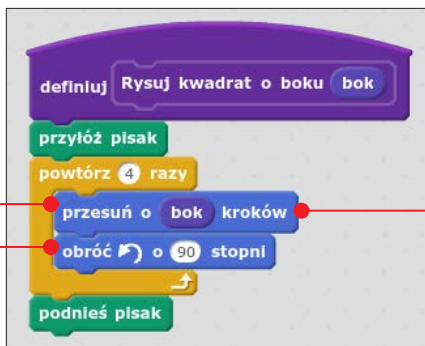 definiuj Rysuj kwadrat o boku bok
przyłóż pisak
powtórz 4 razy
przesuń o bok kroków
obróć o 90 stopni
podnieś pisak